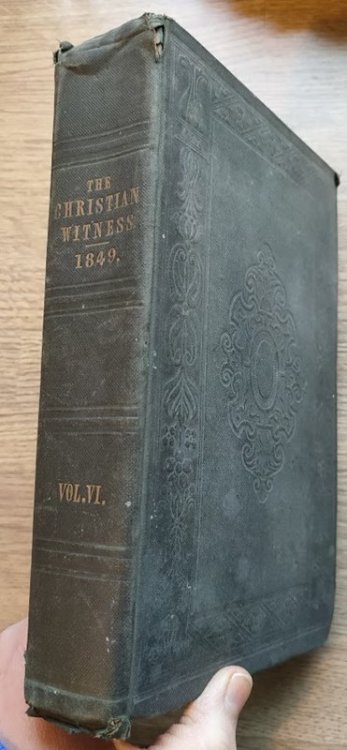 THE
CHRISTIAN
WITNESS
1849.
VOL.VI.